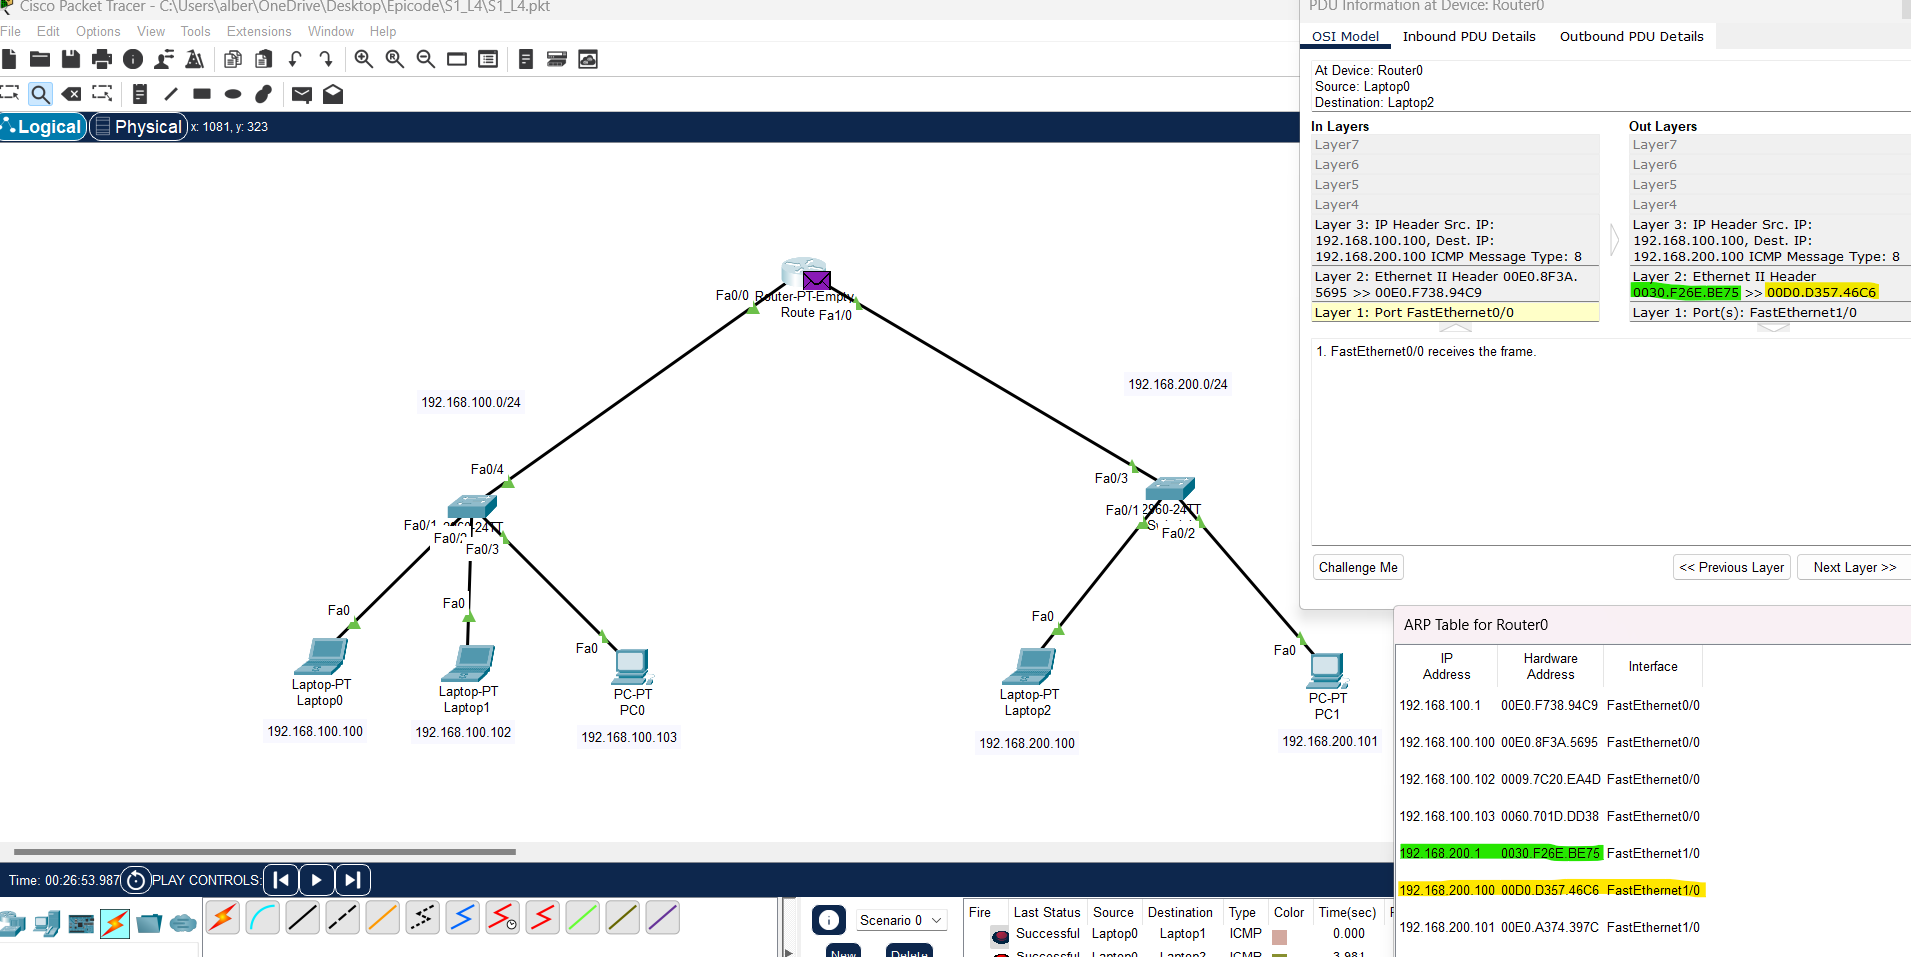 Cisco Packet Tracer - C:\Users\alber\OneDrive\Desktop\Epicode\S1_L4\S1_L4.pkt
File Edit Options View Tools Extensions Window Help
Logical Physical x: 1081, y: 323
Fa0/0 Router-PT-Empty
Route Fa1/0
192.168.100.0/24
192.168.200.0/24
Fa0/4
Fa0/3
Fa0/1
Fa0/2
Fa0/3
Fa0/1 2960-24TT
Fa0/2
Fa0
Fa0
Fa0
Fa0
Fa0
Laptop-PT
Laptop0
192.168.100.100
Laptop-PT
Laptop1
192.168.100.102
PC-PT
PC0
192.168.100.103
Laptop-PT
Laptop2
192.168.200.100
PC-PT
PC1
192.168.200.101
PDU Information at Device: Router0
OSI Model Inbound PDU Details Outbound PDU Details
At Device: Router0
Source: Laptop0
Destination: Laptop2
In Layers
Layer7
Layer6
Layer5
Layer4
Layer 3: IP Header Src. IP:
192.168.100.100, Dest. IP:
192.168.200.100 ICMP Message Type: 8
Layer 2: Ethernet II Header 00E0.8F3A.
5695 >> 00E0.F738.94C9
Layer 1: Port FastEthernet0/0
Out Layers
Layer7
Layer6
Layer5
Layer4
Layer 3: IP Header Src. IP:
192.168.100.100, Dest. IP:
192.168.200.100 ICMP Message Type: 8
Layer 2: Ethernet II Header
0030.F26E.BE75 >> 00D0.D357.46C6
Layer 1: Port(s): FastEthernet1/0
1. FastEthernet0/0 receives the frame.
Challenge Me << Previous Layer Next Layer >>
ARP Table for Router0
IP Address Hardware Address Interface
192.168.100.1 00E0.F738.94C9 FastEthernet0/0
192.168.100.100 00E0.8F3A.5695 FastEthernet0/0
192.168.100.102 0009.7C20.EA4D FastEthernet0/0
192.168.100.103 0060.701D.DD38 FastEthernet0/0
192.168.200.1 0030.F26E.BE75 FastEthernet1/0
192.168.200.100 00D0.D357.46C6 FastEthernet1/0
192.168.200.101 00E0.A374.397C FastEthernet1/0
Time: 00:26:53.987 PLAY CONTROLS:
Scenario 0
New Delete
Fire Last Status Source Destination Type Color Time(sec)
Successful Laptop0 Laptop1 ICMP 0.000
Successful Laptop0 Laptop2 ICMP 3.981